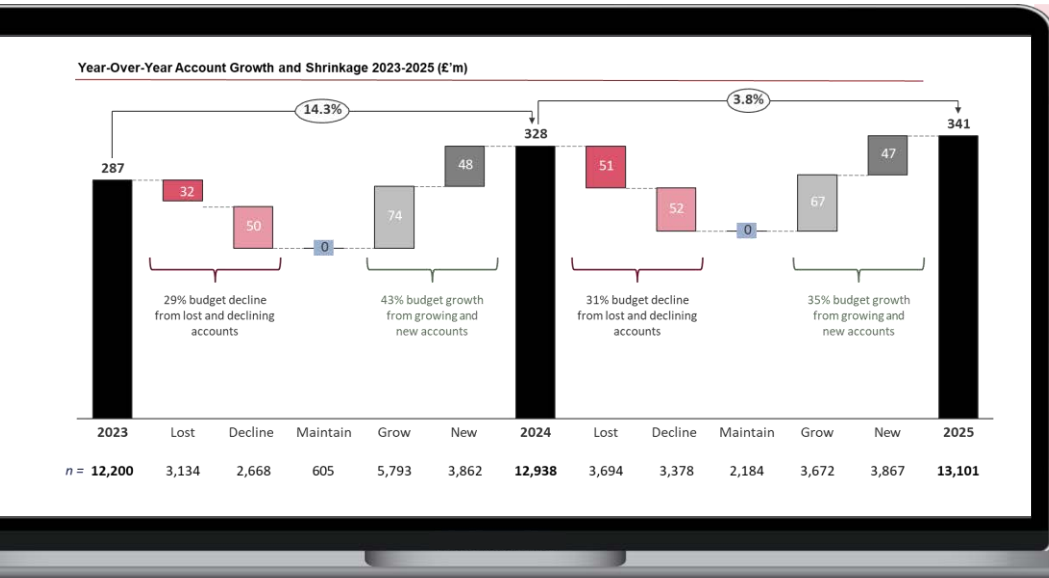 Year-Over-Year Account Growth and Shrinkage 2023-2025 (£'m)
14.3%
3.8%
287
32
50
0
74
48
328
51
52
0
67
47
341
29% budget decline
from lost and declining
accounts
43% budget growth
from growing and
new accounts
31% budget decline
from lost and declining
accounts
35% budget growth
from growing and
new accounts
2023 Lost Decline Maintain Grow New 2024 Lost Decline Maintain Grow New 2025
n = 12,200 3,134 2,668 605 5,793 3,862 12,938 3,694 3,378 2,184 3,672 3,867 13,101